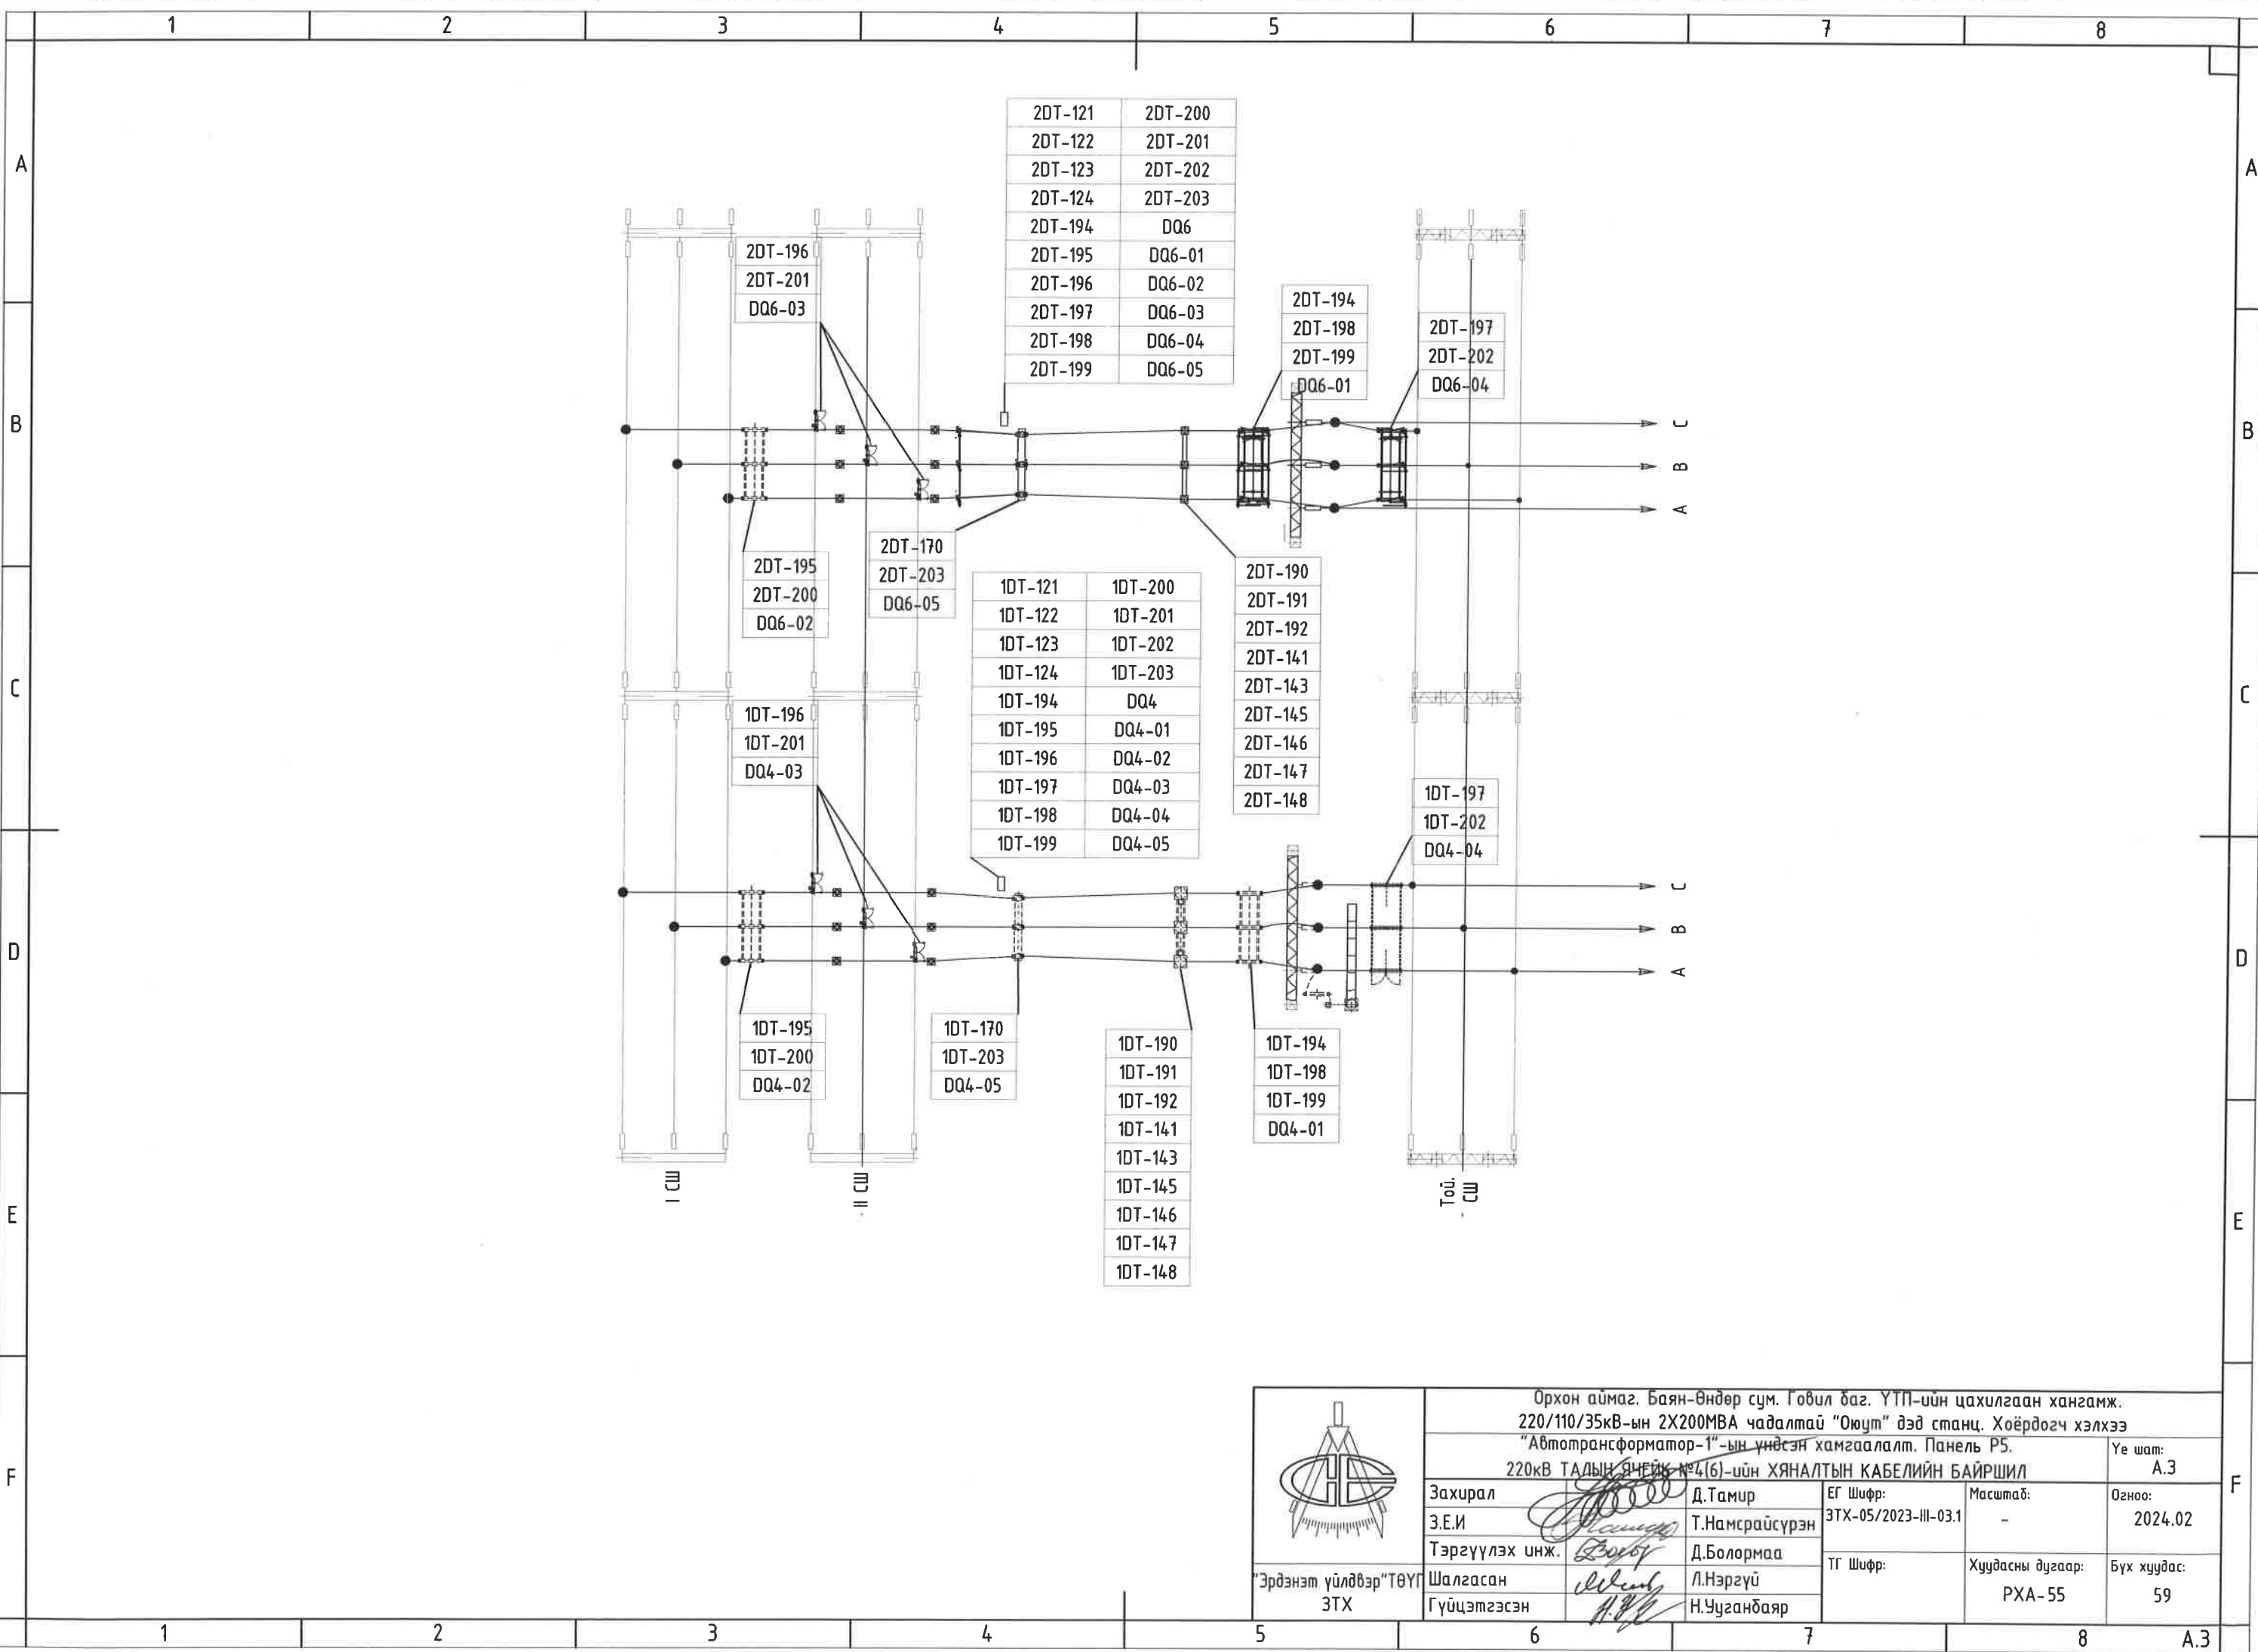 1 2 3 4 5 6 7 8
A A
B B
C C
D D
E E
F F
2DT-121 2DT-200
2DT-122 2DT-201
2DT-123 2DT-202
2DT-124 2DT-203
2DT-194 DQ6
2DT-195 DQ6-01
2DT-196 DQ6-02
2DT-197 DQ6-03
2DT-198 DQ6-04
2DT-199 DQ6-05
2DT-196
2DT-201
DQ6-03
2DT-194
2DT-198
2DT-199
DQ6-01
2DT-197
2DT-202
DQ6-04
C
B
A
2DT-195
2DT-200
DQ6-02
2DT-170
2DT-203
DQ6-05
2DT-190
2DT-191
2DT-192
2DT-141
2DT-143
2DT-145
2DT-146
2DT-147
2DT-148
1DT-121 1DT-200
1DT-122 1DT-201
1DT-123 1DT-202
1DT-124 1DT-203
1DT-194 DQ4
1DT-195 DQ4-01
1DT-196 DQ4-02
1DT-197 DQ4-03
1DT-198 DQ4-04
1DT-199 DQ4-05
1DT-196
1DT-201
DQ4-03
1DT-197
1DT-202
DQ4-04
C
B
A
1DT-195
1DT-200
DQ4-02
1DT-170
1DT-203
DQ4-05
1DT-190
1DT-191
1DT-192
1DT-141
1DT-143
1DT-145
1DT-146
1DT-147
1DT-148
1DT-194
1DT-198
1DT-199
DQ4-01
I СШ
II СШ
Той.
СШ
Орхон аймаг. Баян-Өндөр сум. Говил баг. ҮТП-ийн цахилгаан хангамж.
220/110/35кВ-ын 2Х200МВА чадалтай "Оюут" дэд станц. Хоёрдогч хэлхээ
"Автотрансформатор-1"-ын үндсэн хамгаалалт. Панель P5.
220кВ ТАЛЫН ЯЧЕЙК №4(6)-ийн ХЯНАЛТЫН КАБЕЛИЙН БАЙРШИЛ
Үе шат:
А.З
Захирал Д.Тамир
З.Е.И Т.Намсрайсүрэн
Тэргүүлэх инж. Д.Болормаа
Шалгасан Л.Нэргүй
Гүйцэтгэсэн Н.Ууганбаяр
ЕГ Шифр:
ЗТХ-05/2023-III-03.1
Масштаб:
-
Огноо:
2024.02
ТГ Шифр:
Хуудасны дугаар:
РХА-55
Бүх хуудас:
59
"Эрдэнэт үйлдвэр"ТӨҮГ
ЗТХ
1 2 3 4 5 6 7 8 А.3